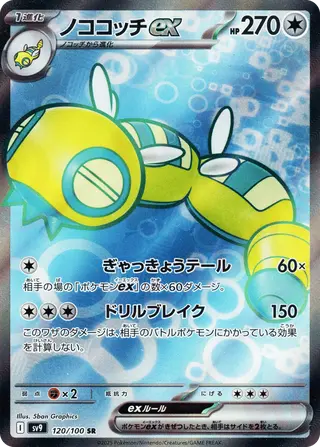 1進化
ノココッチex
HP270
ノコッチから進化
ぎゃっきょうテール 60×
相手の場の「ポケモンex」の数×60ダメージ。
ドリルブレイク 150
このワザのダメージは、相手のバトルポケモンにかかっている効果
を計算しない。
弱点 ×2 抵抗力 にげる
exルール
ポケモンexがきぜつしたとき、相手はサイドを2枚とる。
Illus. 5ban Graphics
I sv9 120/100 SR
©2025 Pokémon/Nintendo/Creatures/GAME FREAK.